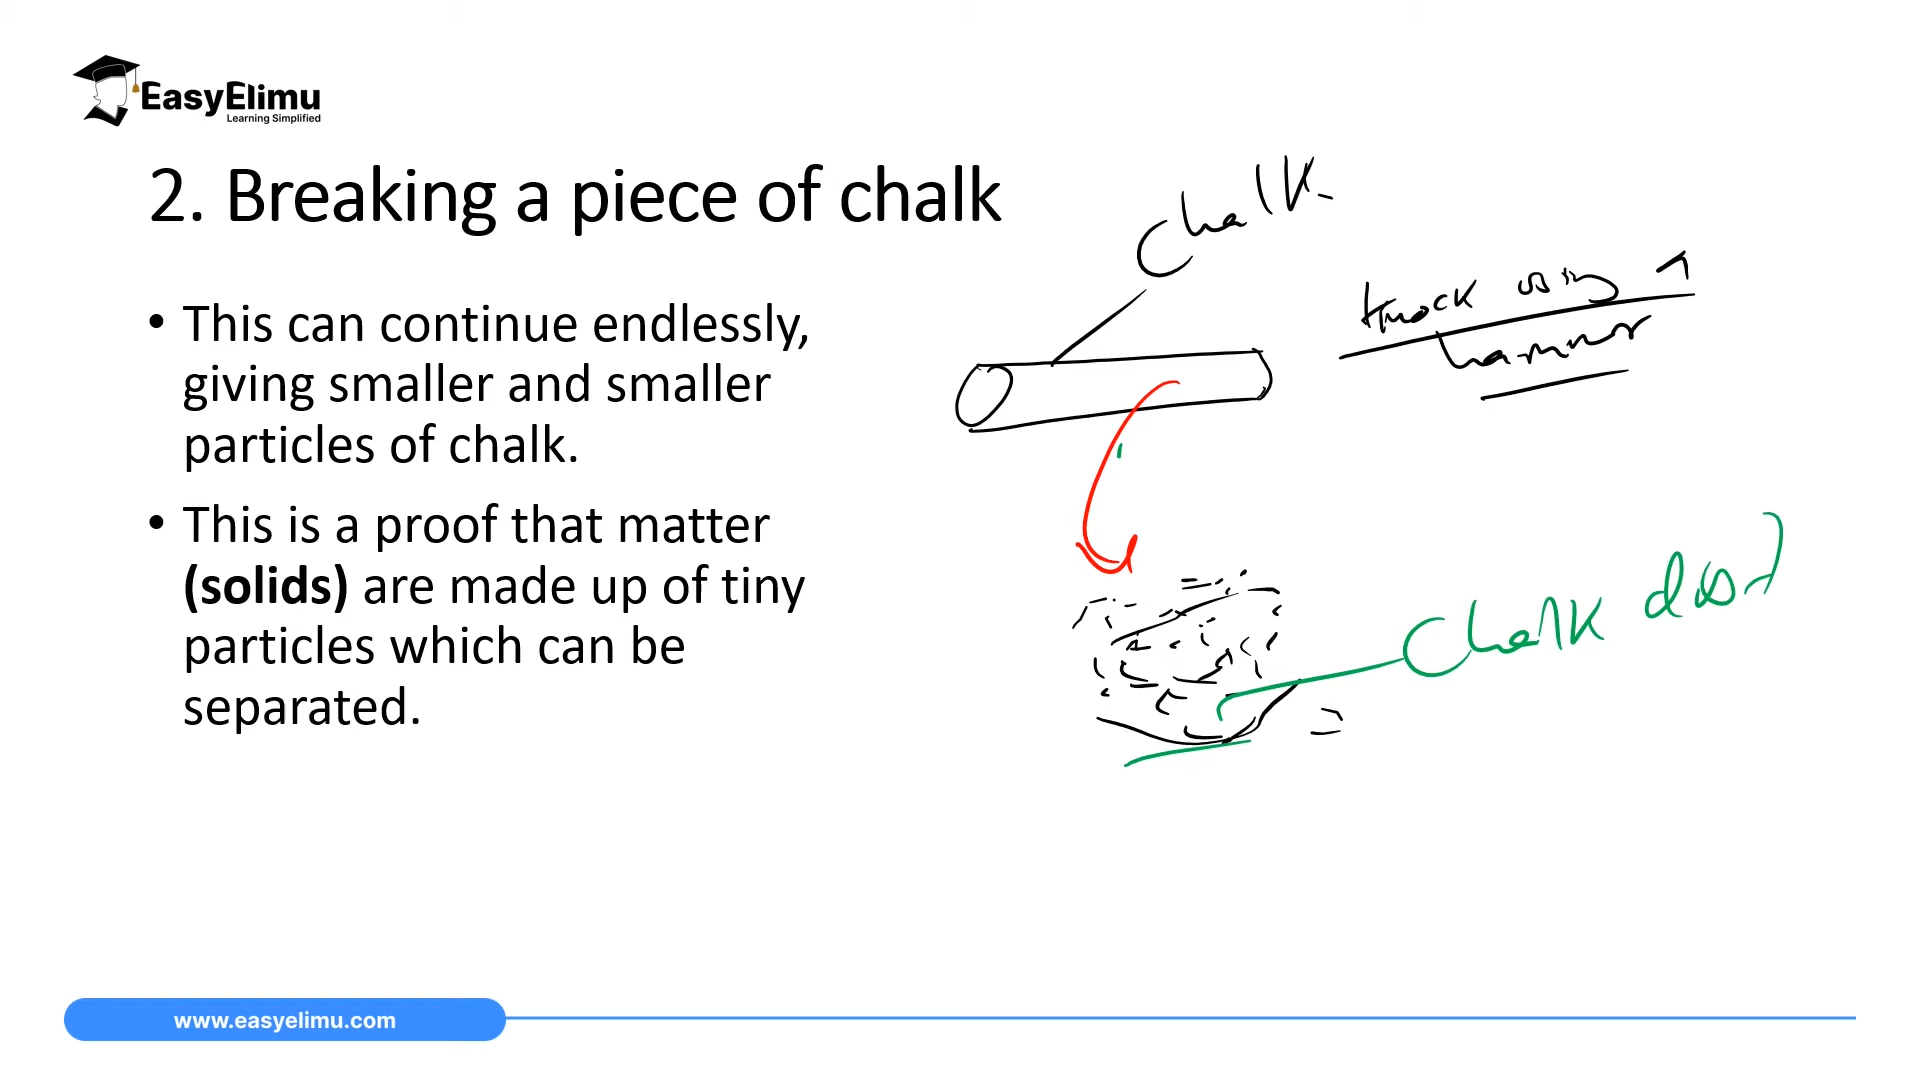 EasyElimu
Learning Simplified
2. Breaking a piece of chalk
• This can continue endlessly,
giving smaller and smaller
particles of chalk.
• This is a proof that matter
(solids) are made up of tiny
particles which can be
separated.
Chalk
knock using a
hammer
Chalk dust
www.easyelimu.com